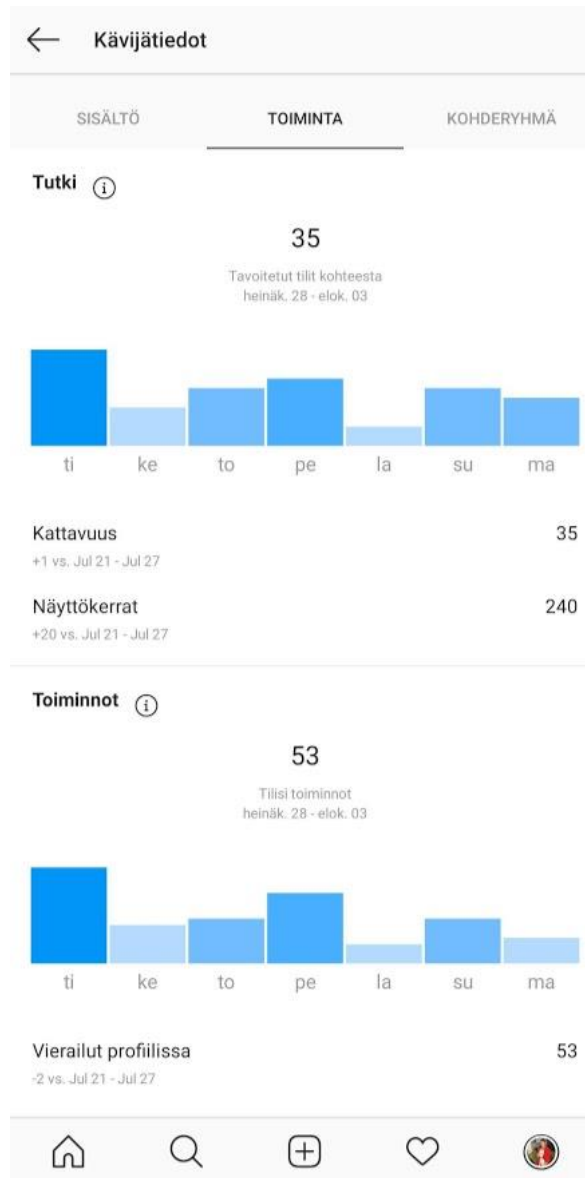 Kävijätiedot
SISÄLTÖ TOIMINTA KOHDERYHMÄ
Tutki
35
Tavoitetut tilit kohteesta
heinäk. 28 - elok. 03
ti ke to pe la su ma
Kattavuus 35
+1 vs. Jul 21 - Jul 27
Näyttökerrat 240
+20 vs. Jul 21 - Jul 27
Toiminnot
53
Tilisi toiminnot
heinäk. 28 - elok. 03
ti ke to pe la su ma
Vierailut profiilissa 53
-2 vs. Jul 21 - Jul 27